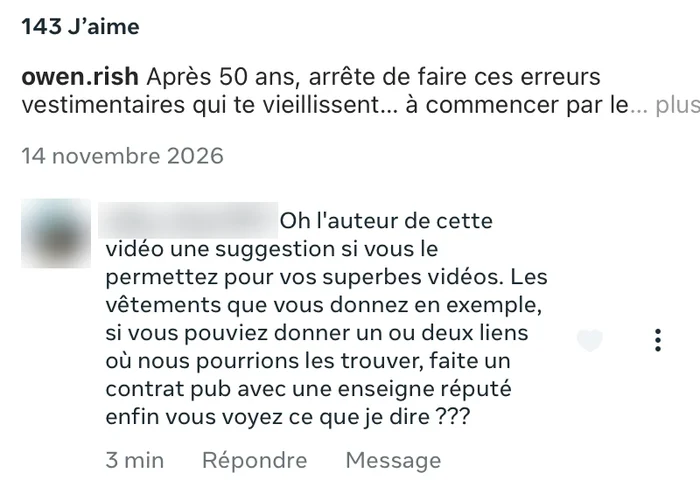 143 J’aime
owen.rish Après 50 ans, arrête de faire ces erreurs
vestimentaires qui te vieillissent... à commencer par le... plus
14 novembre 2026
Oh l'auteur de cette
vidéo une suggestion si vous le
permettez pour vos superbes vidéos. Les
vêtements que vous donnez en exemple,
si vous pouviez donner un ou deux liens
où nous pourrions les trouver, faite un
contrat pub avec une enseigne réputé
enfin vous voyez ce que je dire ???
3 min Répondre Message